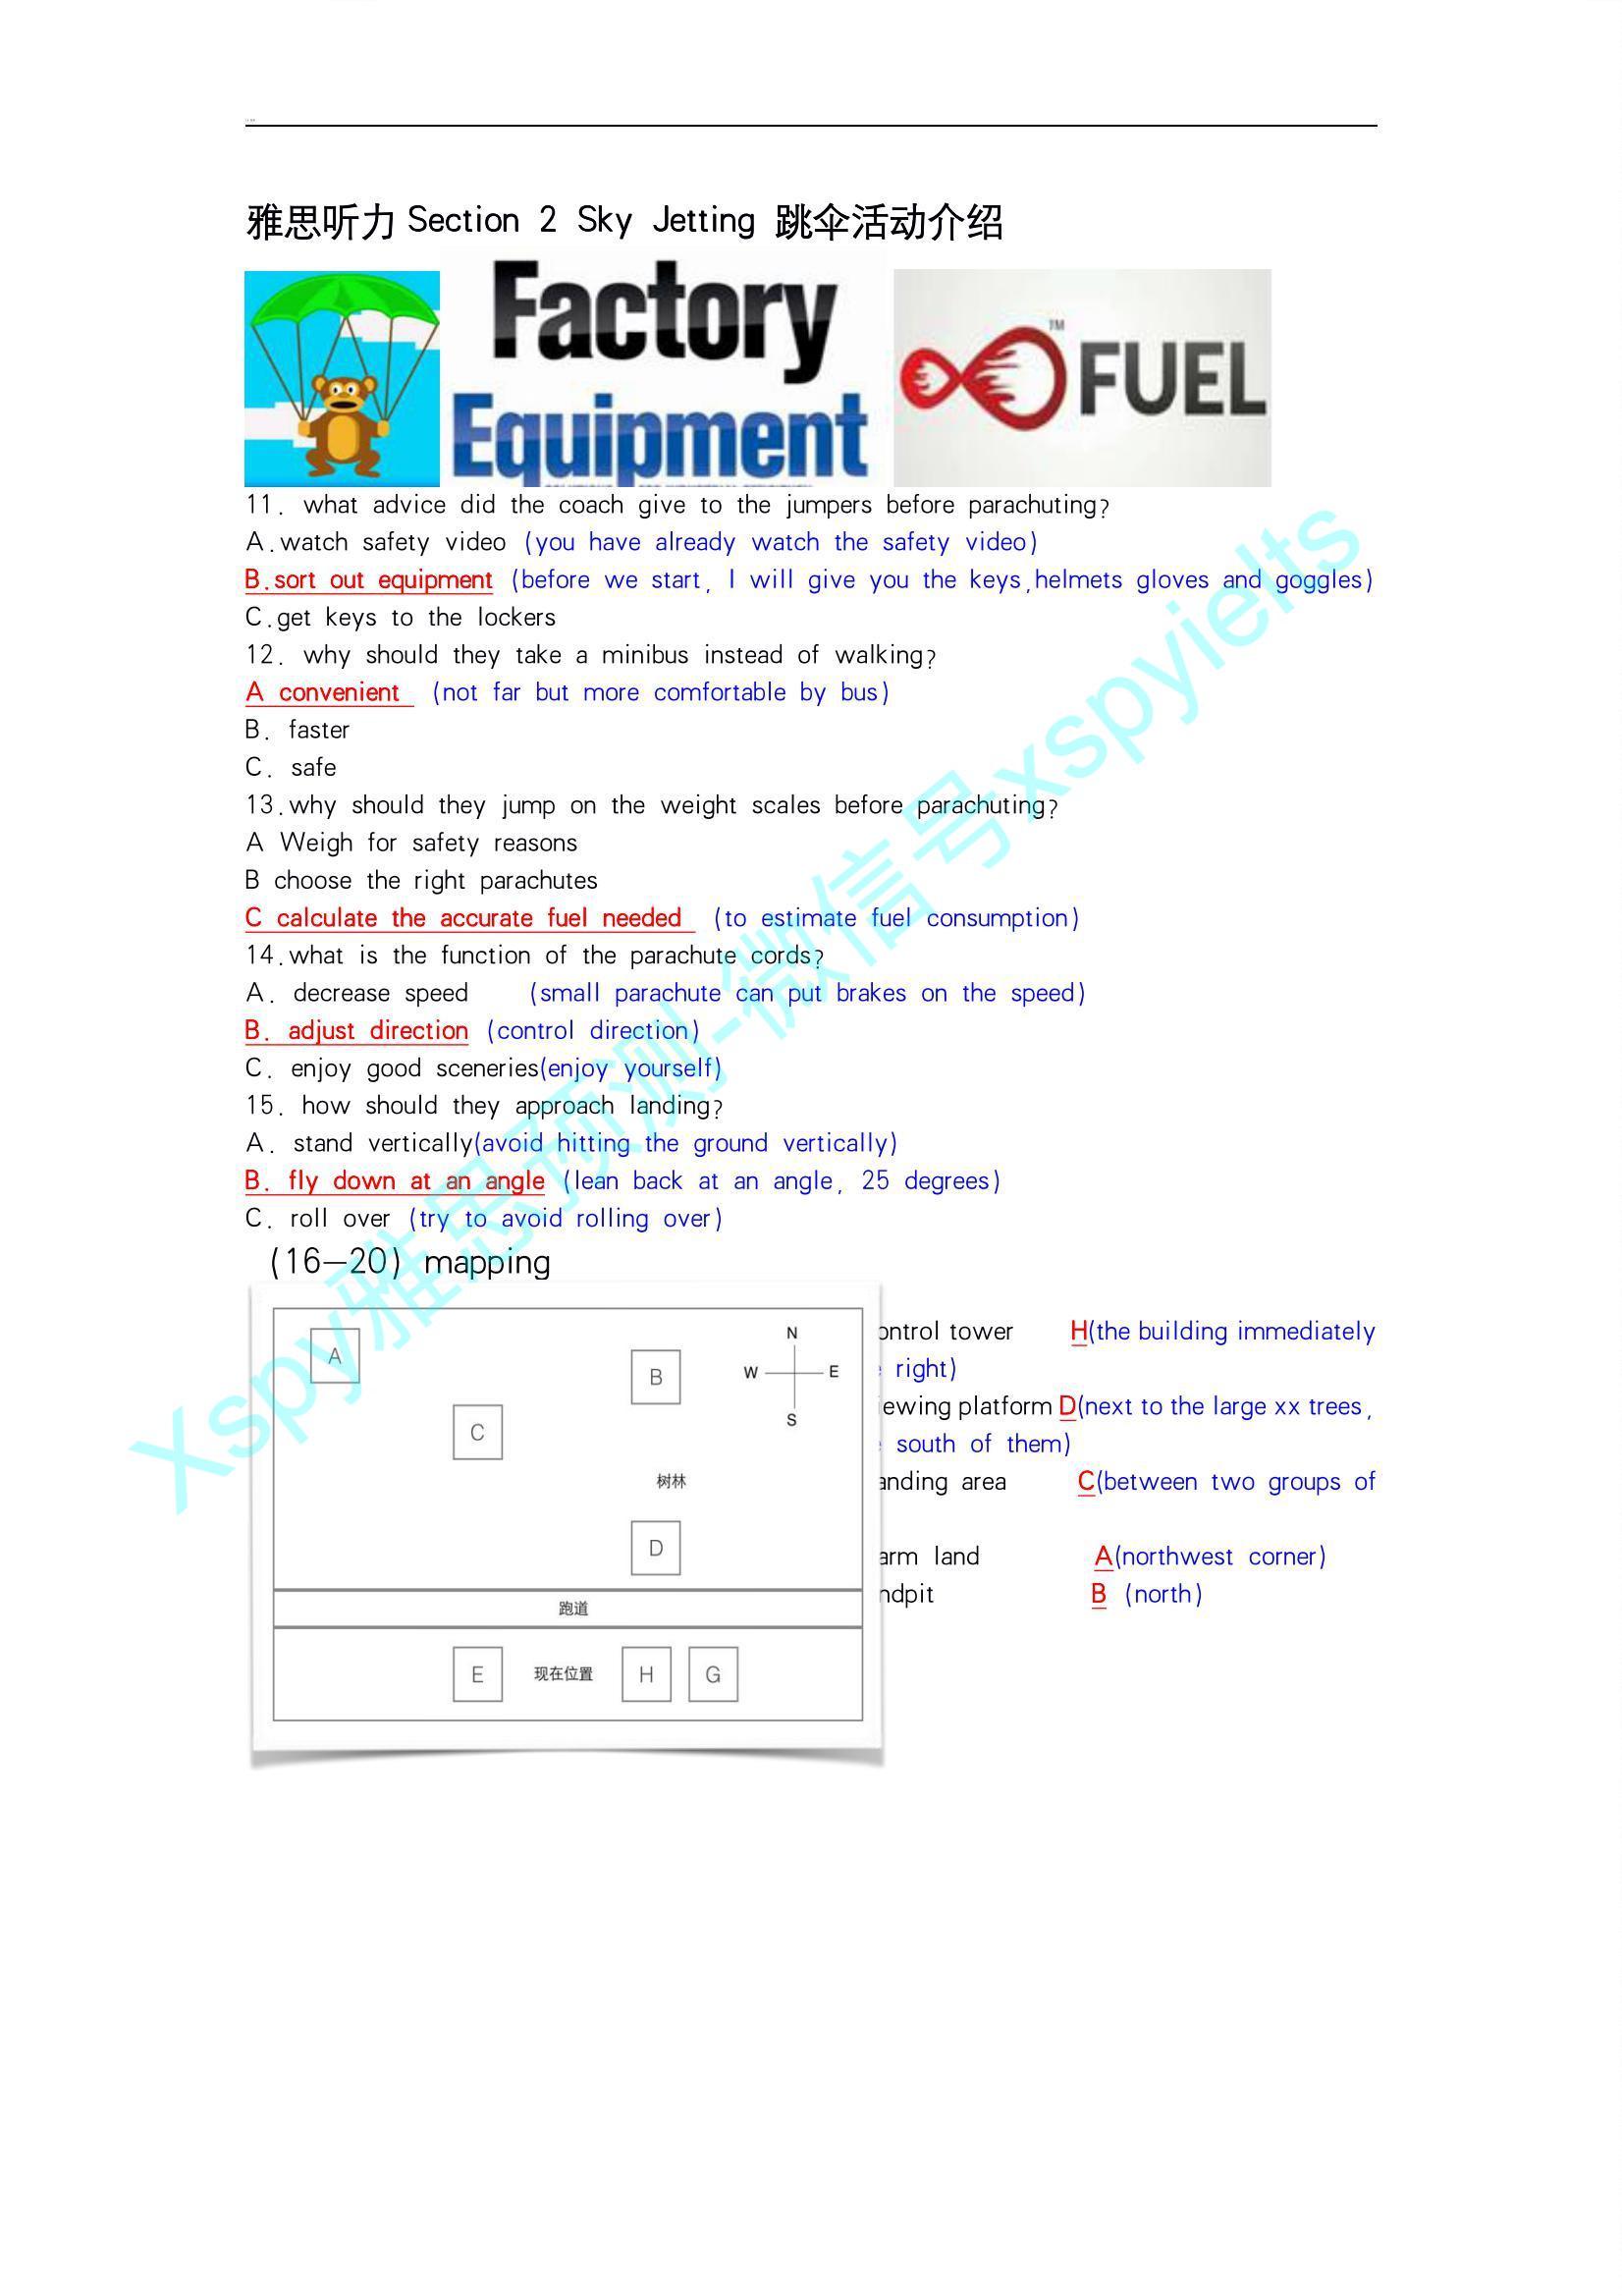 雅思听力 Section 2 Sky Jetting 跳伞活动介绍
Factory
Equipment
TM
FUEL
11. what advice did the coach give to the jumpers before parachuting?
A.watch safety video (you have already watch the safety video)
B.sort out equipment (before we start, I will give you the keys,helmets gloves and goggles)
C.get keys to the lockers
12. why should they take a minibus instead of walking?
A convenient (not far but more comfortable by bus)
B. faster
C. safe
13.why should they jump on the weight scales before parachuting?
A Weigh for safety reasons
B choose the right parachutes
C calculate the accurate fuel needed (to estimate fuel consumption)
14.what is the function of the parachute cords?
A. decrease speed (small parachute can put brakes on the speed)
B. adjust direction (control direction)
C. enjoy good sceneries(enjoy yourself)
15. how should they approach landing?
A. stand vertically(avoid hitting the ground vertically)
B. fly down at an angle (lean back at an angle, 25 degrees)
C. roll over (try to avoid rolling over)
(16—20) mapping
ontrol tower H(the building immediately
right)
iewing platform D(next to the large xx trees,
south of them)
anding area C(between two groups of
arm land A(northwest corner)
ndpit B (north)
A
B
N
W E
S
C
树林
D
跑道
E 现在位置 H G
Xspy雅思预测-微信号xspyielts